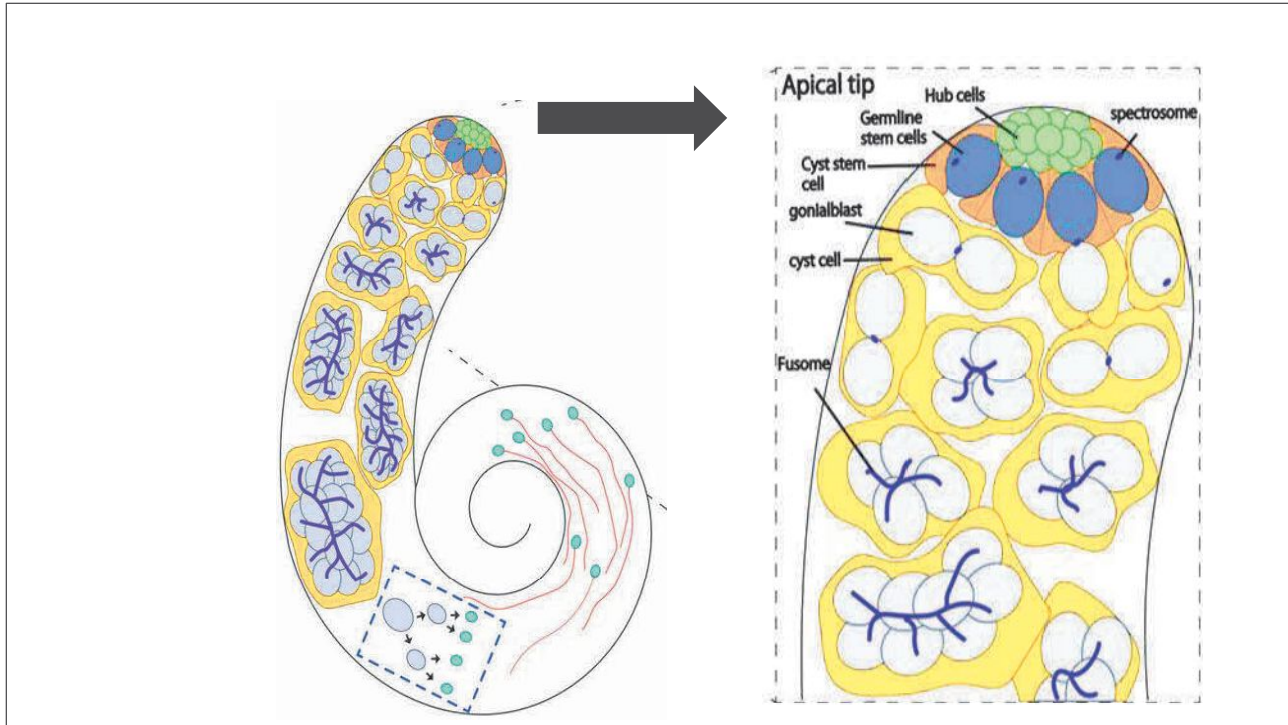 Apical tip
Hub cells
Germline
stem cells
spectrosome
Cyst stem
cell
gonialblast
cyst cell
Fusome